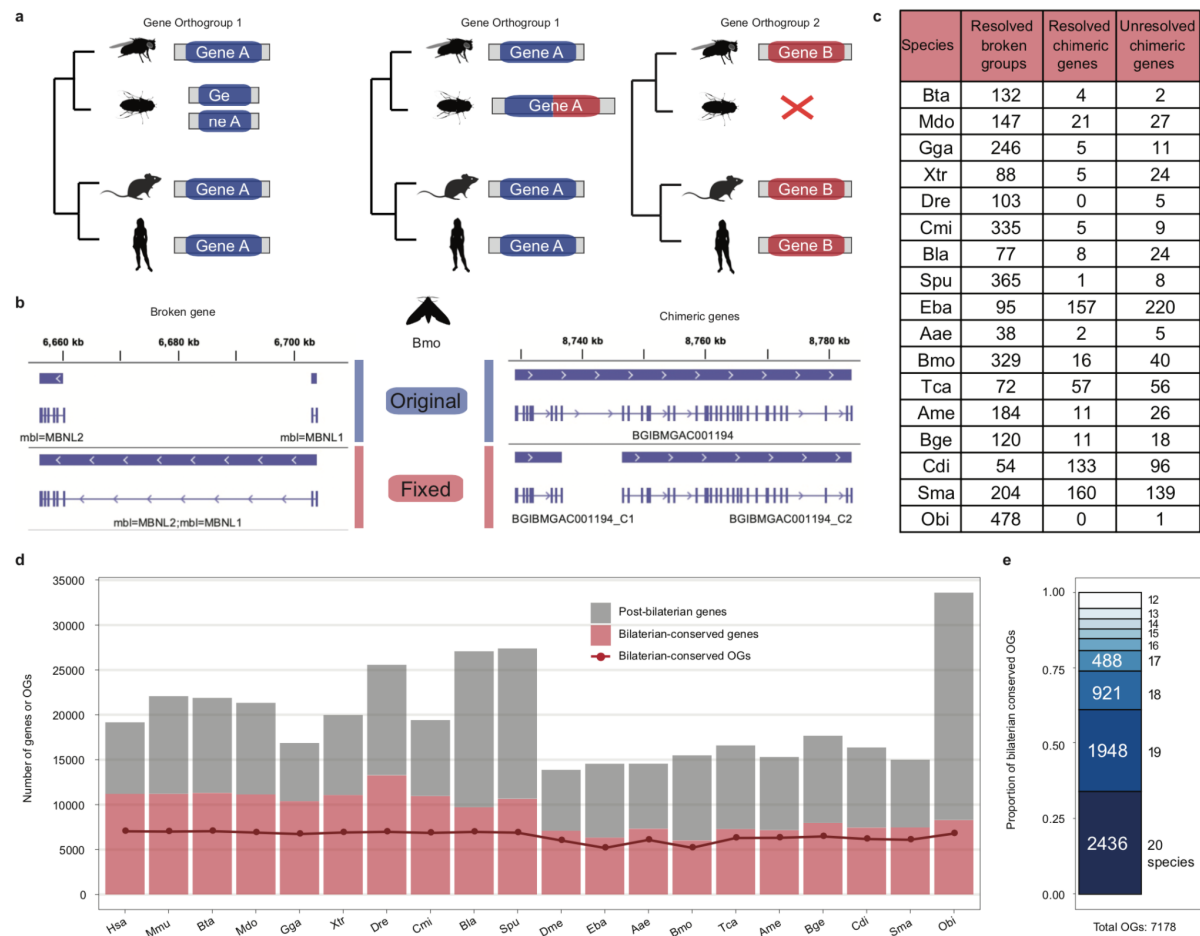 a
Gene Orthogroup 1
Gene A
Ge
ne A
Gene A
Gene A
Gene Orthogroup 1
Gene A
Gene A
Gene A
Gene A
Gene Orthogroup 2
Gene B
Gene B
Gene B
b
Broken gene
6,660 kb
6,680 kb
6,700 kb
mbl=MBNL2
mbl=MBNL1
mbl=MBNL2;mbl=MBNL1
Bmo
Original
Fixed
Chimeric genes
8,740 kb
8,760 kb
8,780 kb
BGIBMGAC001194
BGIBMGAC001194_C1
BGIBMGAC001194_C2
c
Species Resolved broken groups Resolved chimeric genes Unresolved chimeric genes
Bta 132 4 2
Mdo 147 21 27
Gga 246 5 11
Xtr 88 5 24
Dre 103 0 5
Cmi 335 5 9
Bla 77 8 24
Spu 365 1 8
Eba 95 157 220
Aae 38 2 5
Bmo 329 16 40
Tca 72 57 56
Ame 184 11 26
Bge 120 11 18
Cdi 54 133 96
Sma 204 160 139
Obi 478 0 1
d
Number of genes or OGs
35000
30000
25000
20000
15000
10000
5000
0
Post-bilaterian genes
Bilaterian-conserved genes
Bilaterian-conserved OGs
Hsa Mmu Bta Mdo Gga Xtr Dre Cmi Bla Spu Dme Eba Aae Bmo Tca Ame Bge Cdi Sma Obi
e
Proportion of bilaterian conserved OGs
1.00
0.75
0.50
0.25
0.00
12
13
14
15
16
488 17
921 18
1948 19
2436 20
species
Total OGs: 7178